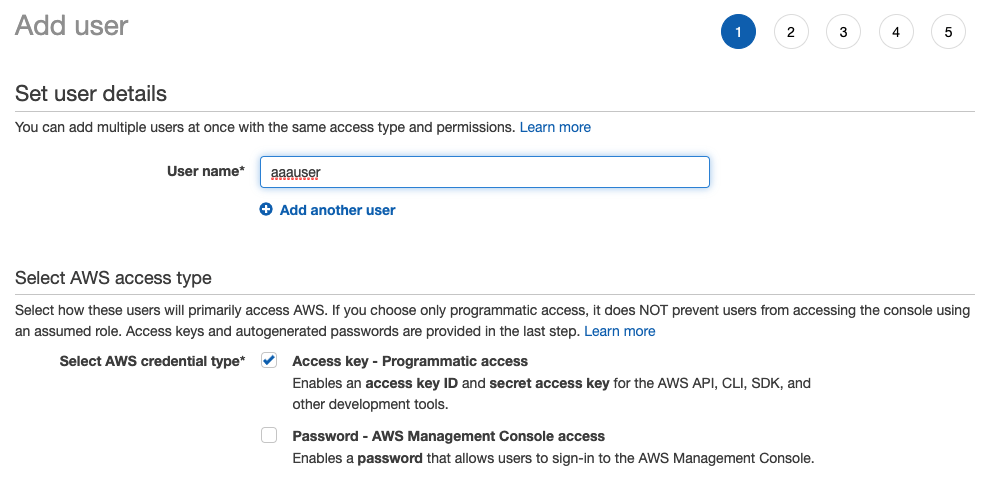 Add user
1 2 3 4 5
Set user details
You can add multiple users at once with the same access type and permissions. Learn more
User name* aaauser
Add another user
Select AWS access type
Select how these users will primarily access AWS. If you choose only programmatic access, it does NOT prevent users from accessing the console using
an assumed role. Access keys and autogenerated passwords are provided in the last step. Learn more
Select AWS credential type* Access key - Programmatic access
Enables an access key ID and secret access key for the AWS API, CLI, SDK, and
other development tools.
Password - AWS Management Console access
Enables a password that allows users to sign-in to the AWS Management Console.